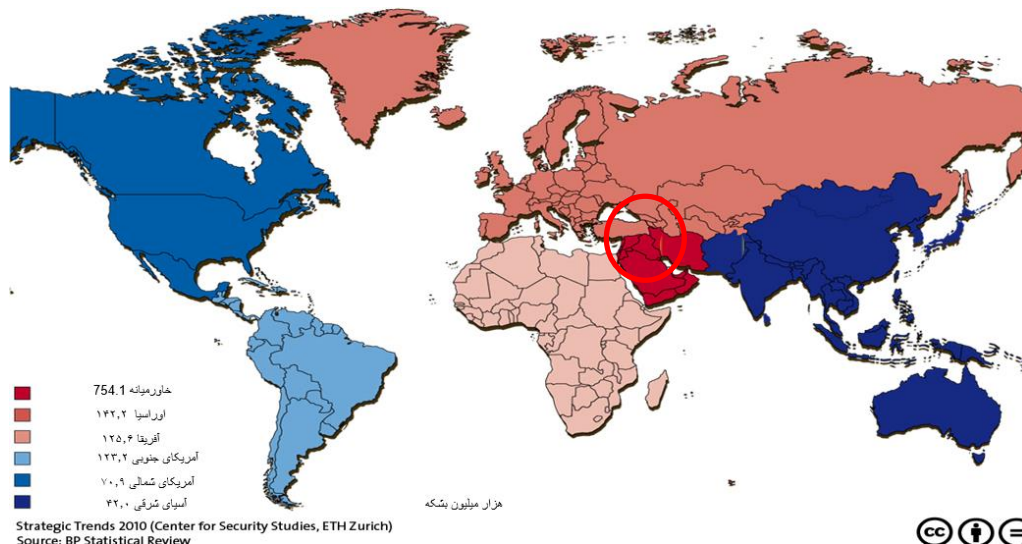 خاورمیانه 754.1
اوراسیا ۱۴۲,۲
آفریقا ۱۲۵,۶
آمریکای جنوبی ۱۲۳,۲
آمریکای شمالی ۷۰,۹
آسیای شرقی ۴۲,۰
هزار میلیون بشکه
Strategic Trends 2010 (Center for Security Studies, ETH Zurich)
Source: BP Statistical Review
cc